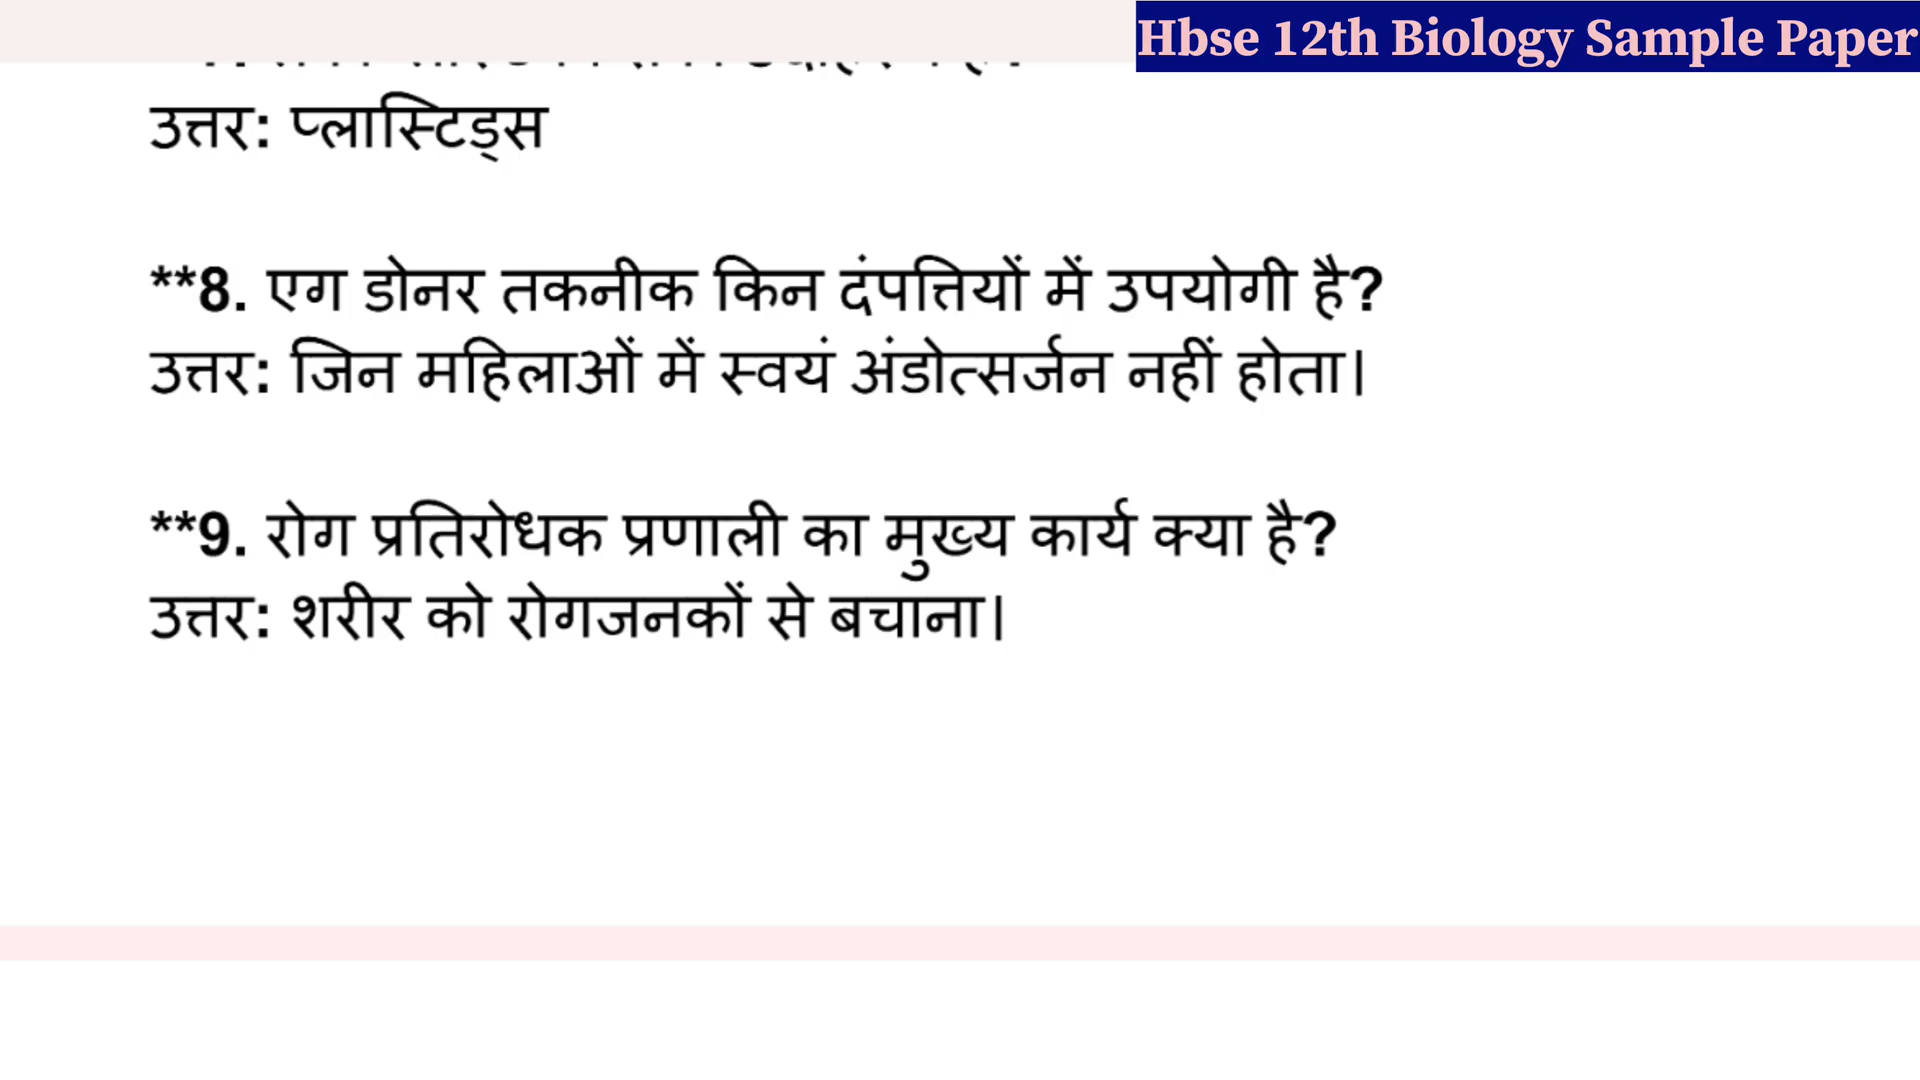 Hbse 12th Biology Sample Paper
उत्तर: प्लास्टिड्स
**8. एग डोनर तकनीक किन दंपत्तियों में उपयोगी है?
उत्तर: जिन महिलाओं में स्वयं अंडोत्सर्जन नहीं होता।
**9. रोग प्रतिरोधक प्रणाली का मुख्य कार्य क्या है?
उत्तर: शरीर को रोगजनकों से बचाना।